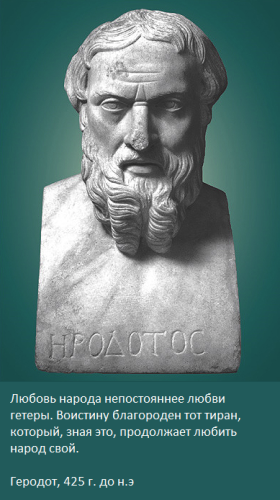 ΗΡΟΔΟΤΟΣ
Любовь народа непостояннее любви
гетеры. Воистину благороден тот тиран,
который, зная это, продолжает любить
народ свой.
Геродот, 425 г. до н.э